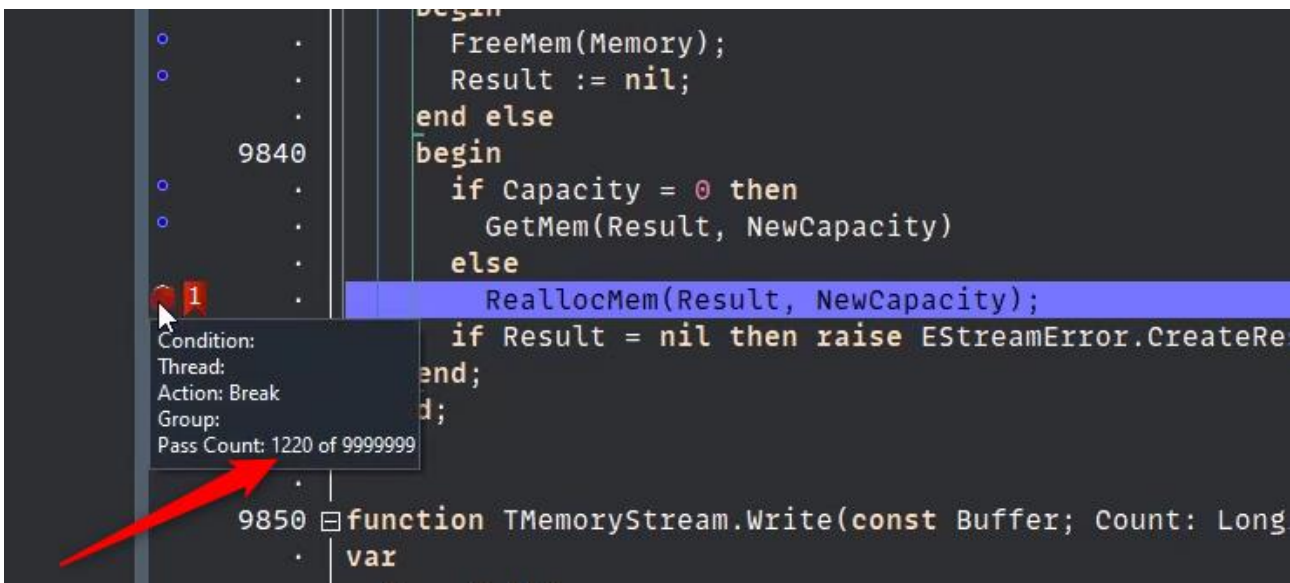 begin
FreeMem(Memory);
Result := nil;
end else
9840 begin
if Capacity = 0 then
GetMem(Result, NewCapacity)
else
1 ReallocMem(Result, NewCapacity);
if Result = nil then raise EStreamError.CreateRe
end;
d;
Condition:
Thread:
Action: Break
Group:
Pass Count: 1220 of 9999999
9850 function TMemoryStream.Write(const Buffer; Count: Long
var